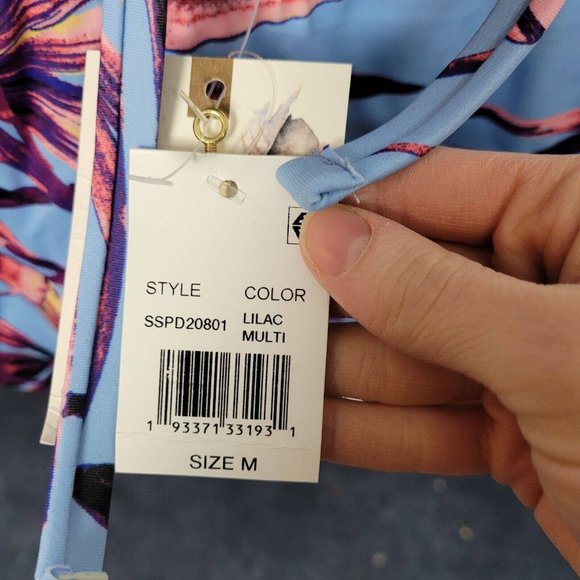 STYLE COLOR
SSPD20801 LILAC
MULTI
1 93371 33193 1
SIZE M